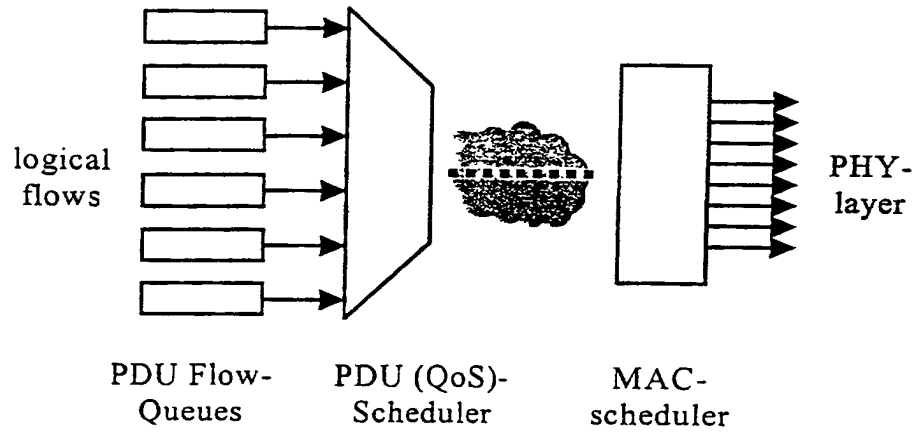 logical
flows
PHY-
layer
PDU Flow-
Queues
PDU (QoS)-
Scheduler
MAC-
scheduler